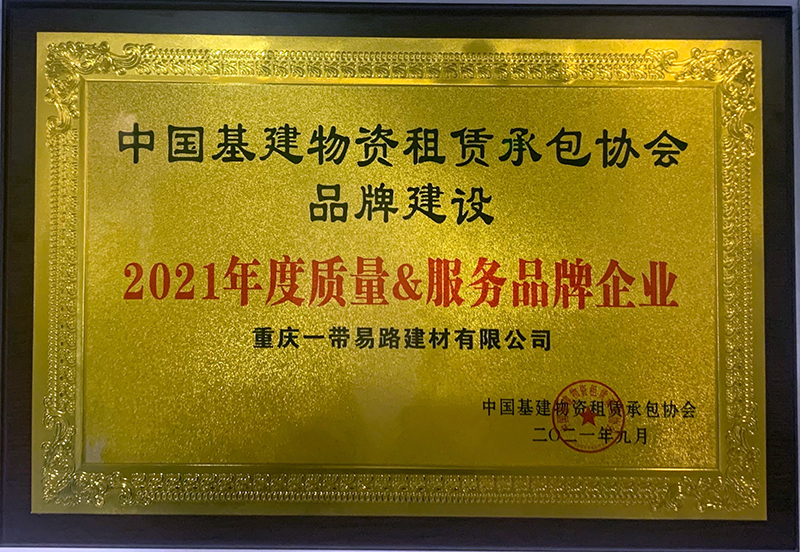 中国基建物资租赁承包协会
品牌建设
2021年度质量&服务品牌企业
重庆一带易路建材有限公司
中国基建物资租赁承包协会
二〇二一年九月